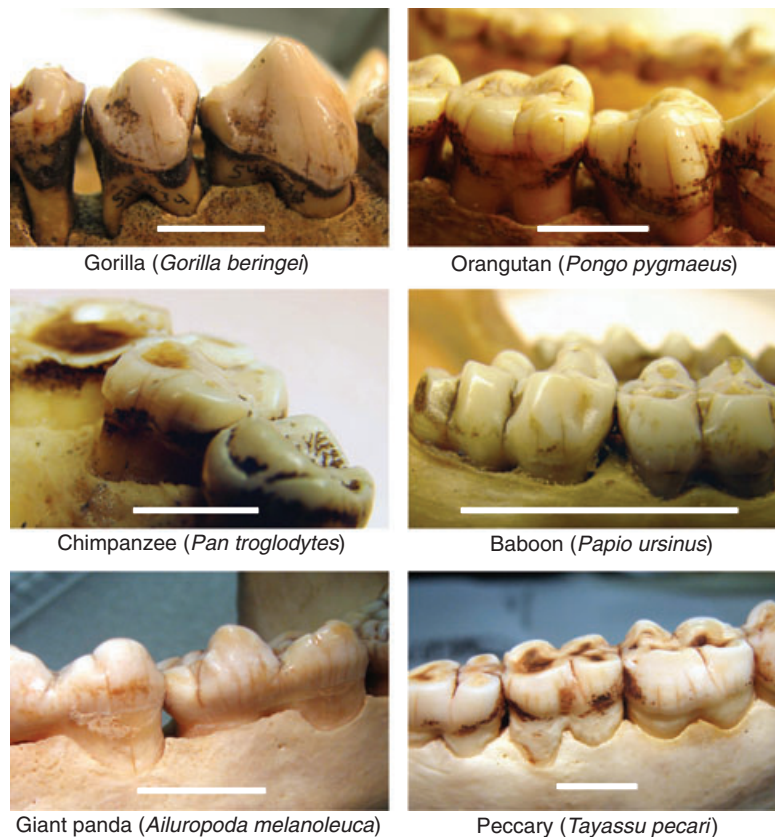 Gorilla (Gorilla beringei)
Orangutan (Pongo pygmaeus)
Chimpanzee (Pan troglodytes)
Baboon (Papio ursinus)
Giant panda (Ailuropoda melanoleuca)
Peccary (Tayassu pecari)